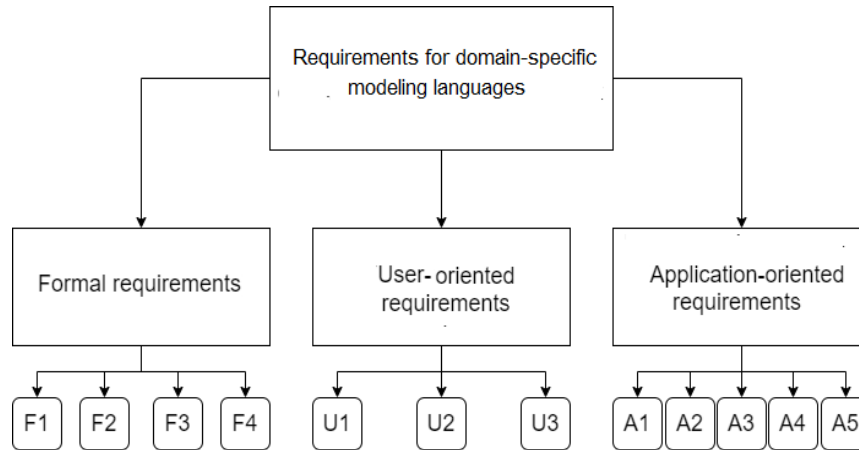 Requirements for domain-specific
modeling languages
Formal requirements
User-oriented
requirements
Application-oriented
requirements
F1
F2
F3
F4
U1
U2
U3
A1
A2
A3
A4
A5